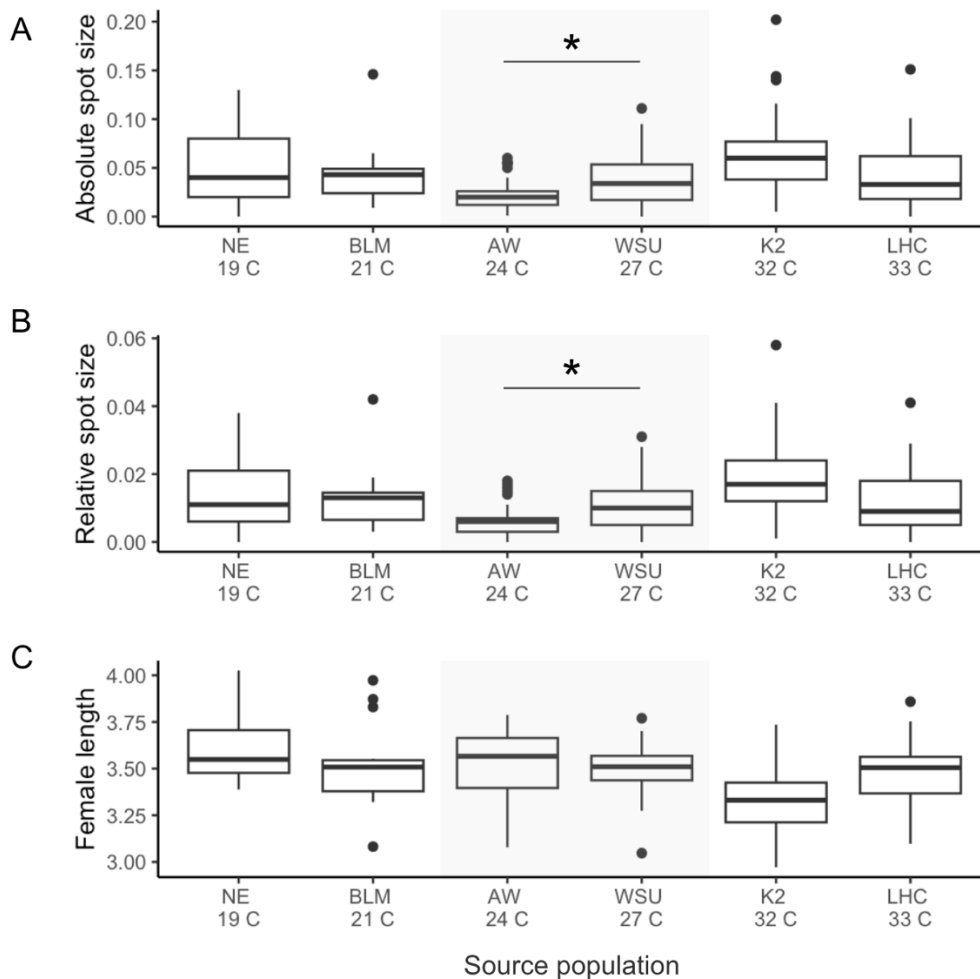 A
Absolute spot size
0.20
0.15
0.10
0.05
0.00
*
NE BLM AW WSU K2 LHC
19 C 21 C 24 C 27 C 32 C 33 C
B
Relative spot size
0.06
0.04
0.02
0.00
*
NE BLM AW WSU K2 LHC
19 C 21 C 24 C 27 C 32 C 33 C
C
Female length
4.00
3.75
3.50
3.25
3.00
NE BLM AW WSU K2 LHC
19 C 21 C 24 C 27 C 32 C 33 C
Source population